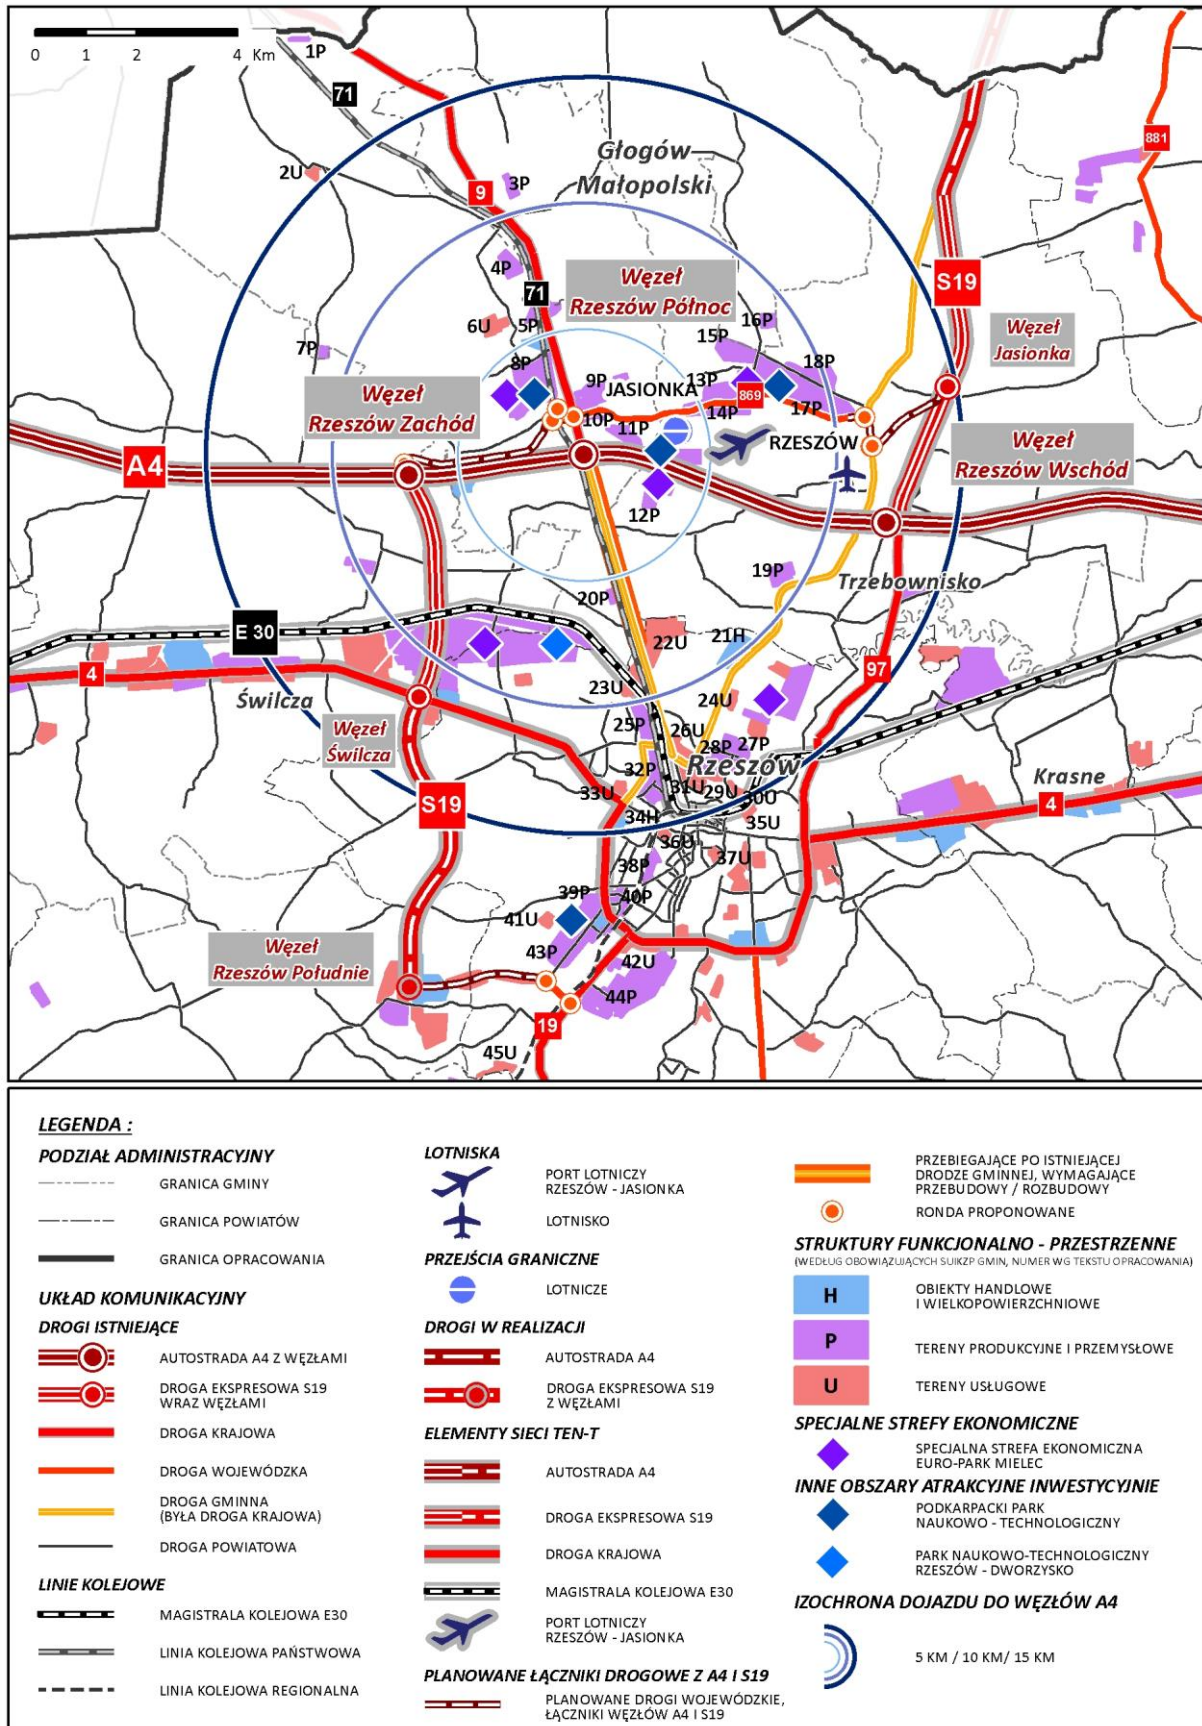 0 1 2 4 Km
1P
71
881
Głogów
Małopolski
2U
3P
9
4P
S19
Węzeł
Rzeszów Północ
71
Węzeł
Jasionka
5P
6U
16P
15P
7P
8P
18P
9P
JASIONKA
13P
869
17P
14P
Węzeł
Rzeszów Zachód
10P
11P
RZESZÓW
Węzeł
Rzeszów Wschód
A4
12P
19P
Trzebownisko
20P
E 30
22U
21H
4
97
Świlcza
23U
24U
25P
26U
Węzeł
Świlcza
28P
27P
Rzeszów
32P
Krasne
33U
31U
29U
30U
S19
4
34H
35U
36U
37U
38P
39P
40P
41U
Węzeł
Rzeszów Południe
43P
42U
44P
19
45U
LEGENDA :
PODZIAŁ ADMINISTRACYJNY
GRANICA GMINY
GRANICA POWIATÓW
GRANICA OPRACOWANIA
UKŁAD KOMUNIKACYJNY
DROGI ISTNIEJĄCE
AUTOSTRADA A4 Z WĘZŁAMI
DROGA EKSPRESOWA S19
WRAZ WĘZŁAMI
DROGA KRAJOWA
DROGA WOJEWÓDZKA
DROGA GMINNA
(BYŁA DROGA KRAJOWA)
DROGA POWIATOWA
LINIE KOLEJOWE
MAGISTRALA KOLEJOWA E30
LINIA KOLEJOWA PAŃSTWOWA
LINIA KOLEJOWA REGIONALNA
LOTNISKA
PORT LOTNICZY
RZESZÓW - JASIONKA
LOTNISKO
PRZEJŚCIA GRANICZNE
LOTNICZE
DROGI W REALIZACJI
AUTOSTRADA A4
DROGA EKSPRESOWA S19
Z WĘZŁAMI
ELEMENTY SIECI TEN-T
AUTOSTRADA A4
DROGA EKSPRESOWA S19
DROGA KRAJOWA
MAGISTRALA KOLEJOWA E30
PORT LOTNICZY
RZESZÓW - JASIONKA
PLANOWANE ŁĄCZNIKI DROGOWE Z A4 I S19
PLANOWANE DROGI WOJEWÓDZKIE,
ŁĄCZNIKI WĘZŁÓW A4 I S19
PRZEBIEGAJĄCE PO ISTNIEJĄCEJ
DRODZE GMINNEJ, WYMAGAJĄCE
PRZEBUDOWY / ROZBUDOWY
RONDA PROPONOWANE
STRUKTURY FUNKCJONALNO - PRZESTRZENNE
(WEDŁUG OBOWIĄZUJĄCYCH SUIKZP GMIN, NUMER WG TEKSTU OPRACOWANIA)
H
OBIEKTY HANDLOWE
I WIELKOPOWIERZCHNIOWE
P
TERENY PRODUKCYJNE I PRZEMYSŁOWE
U
TERENY USŁUGOWE
SPECJALNE STREFY EKONOMICZNE
SPECJALNA STREFA EKONOMICZNA
EURO-PARK MIELEC
INNE OBSZARY ATRAKCYJNE INWESTYCYJNIE
PODKARPACKI PARK
NAUKOWO - TECHNOLOGICZNY
PARK NAUKOWO-TECHNOLOGICZNY
RZESZÓW - DWORZYSKO
IZOCHRONA DOJAZDU DO WĘZŁÓW A4
5 KM / 10 KM/ 15 KM